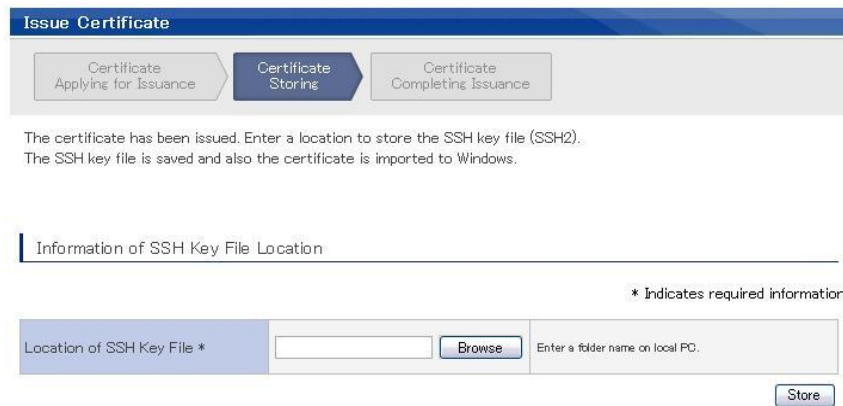 Issue Certificate
Certificate
Applying for Issuance
Certificate
Storing
Certificate
Completing Issuance
The certificate has been issued. Enter a location to store the SSH key file (SSH2).
The SSH key file is saved and also the certificate is imported to Windows.
Information of SSH Key File Location
* Indicates required information
Location of SSH Key File *
Browse
Enter a folder name on local PC.
Store